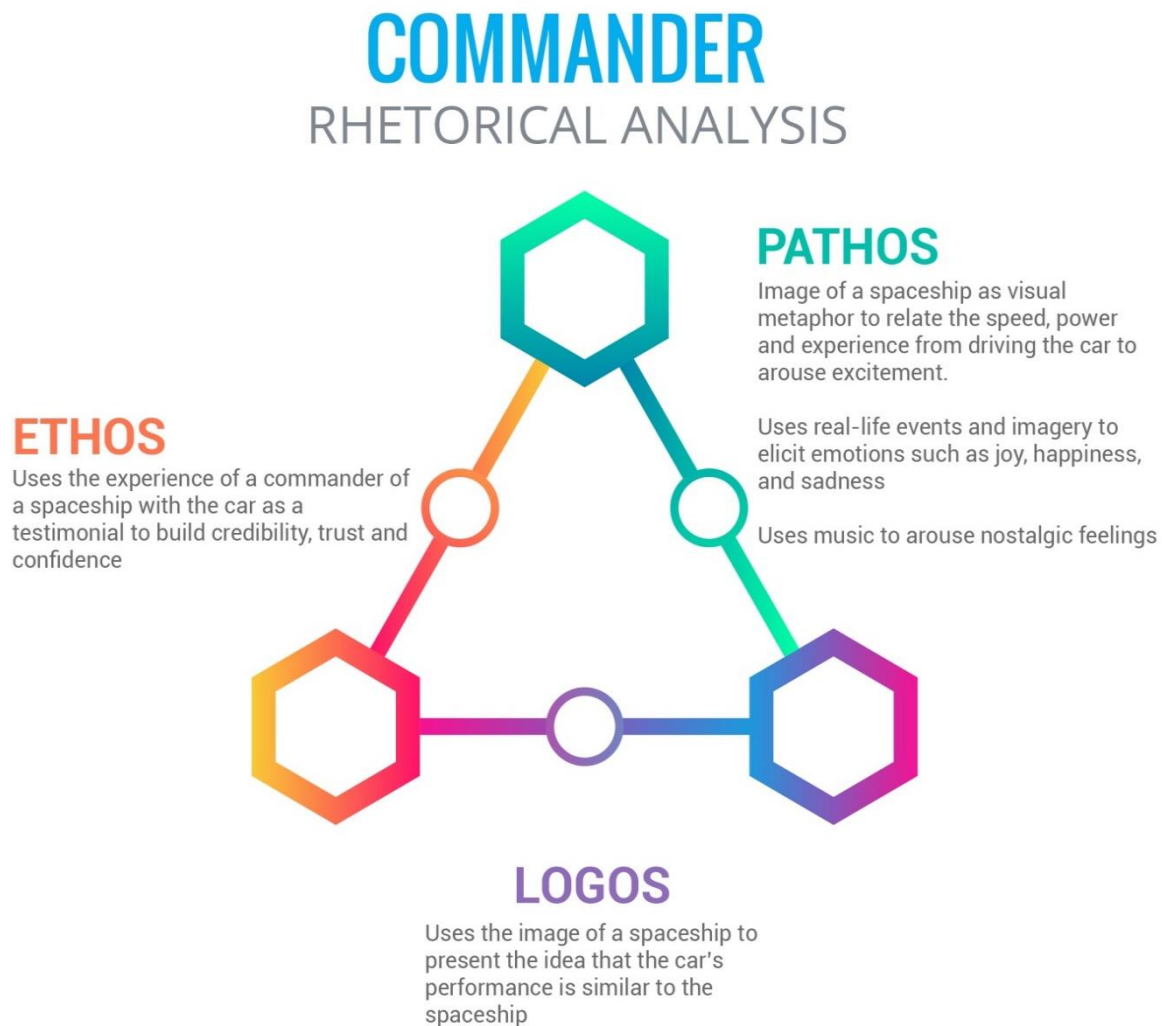 COMMANDER
RHETORICAL ANALYSIS
PATHOS
Image of a spaceship as visual
metaphor to relate the speed, power
and experience from driving the car to
arouse excitement.
Uses real-life events and imagery to
elicit emotions such as joy, happiness,
and sadness
Uses music to arouse nostalgic feelings
ETHOS
Uses the experience of a commander of
a spaceship with the car as a
testimonial to build credibility, trust and
confidence
LOGOS
Uses the image of a spaceship to
present the idea that the car's
performance is similar to the
spaceship